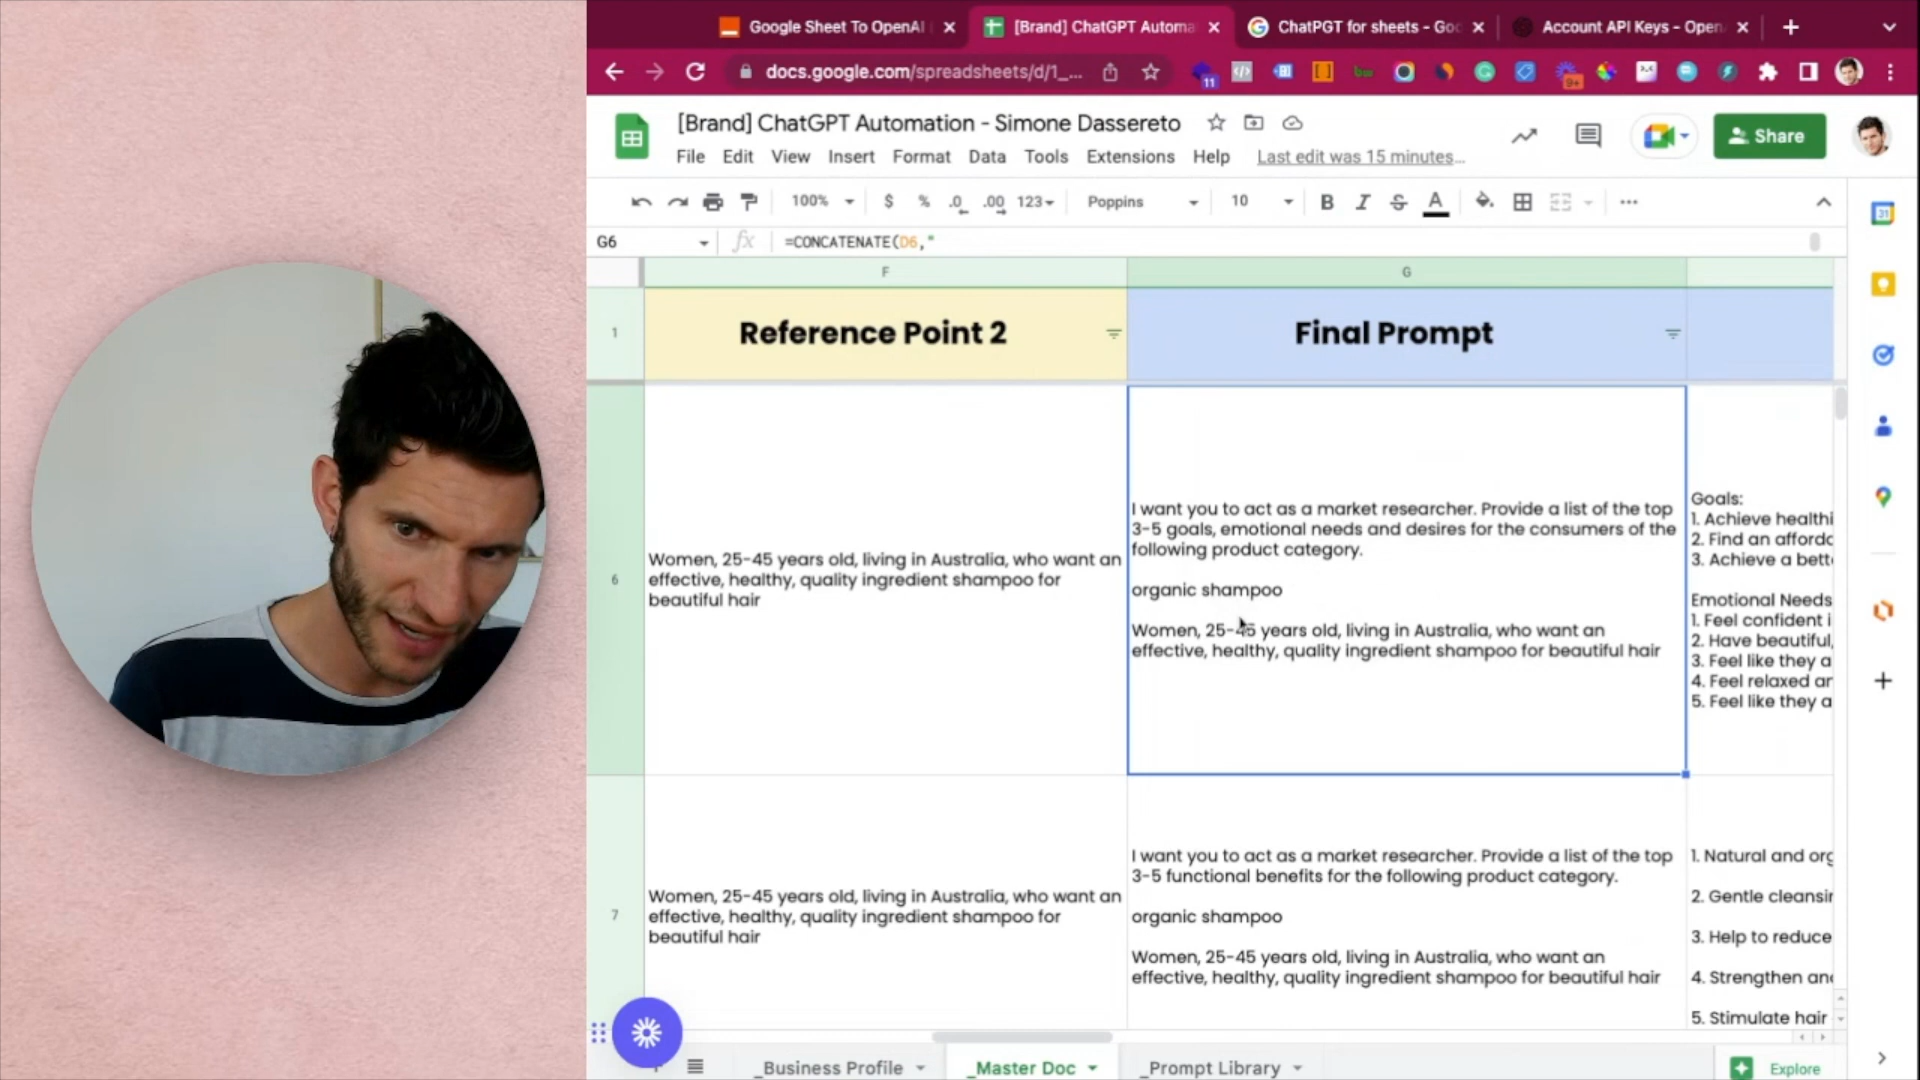 Google Sheet To OpenAI
[Brand] ChatGPT Automa
ChatPGT for sheets - Goo
Account API Keys - Open
docs.google.com/spreadsheets/d/1_...
11
9+
[Brand] ChatGPT Automation - Simone Dassereto
Share
File Edit View Insert Format Data Tools Extensions Help Last edit was 15 minutes...
100% $ % .0 .00 123 Poppins 10 B I S A
G6 fx =CONCATENATE(D6,"
F G
1 Reference Point 2 Final Prompt
6
Women, 25-45 years old, living in Australia, who want an
effective, healthy, quality ingredient shampoo for
beautiful hair
I want you to act as a market researcher. Provide a list of the top
3-5 goals, emotional needs and desires for the consumers of the
following product category.
organic shampoo
Women, 25-45 years old, living in Australia, who want an
effective, healthy, quality ingredient shampoo for beautiful hair
Goals:
1. Achieve healthi
2. Find an afforda
3. Achieve a bett
Emotional Needs
1. Feel confident i
2. Have beautiful,
3. Feel like they a
4. Feel relaxed an
5. Feel like they a
7
Women, 25-45 years old, living in Australia, who want an
effective, healthy, quality ingredient shampoo for
beautiful hair
I want you to act as a market researcher. Provide a list of the top
3-5 functional benefits for the following product category.
organic shampoo
Women, 25-45 years old, living in Australia, who want an
effective, healthy, quality ingredient shampoo for beautiful hair
1. Natural and org
2. Gentle cleansin
3. Help to reduce
4. Strengthen and
5. Stimulate hair
_Business Profile _Master Doc _Prompt Library Explore
31